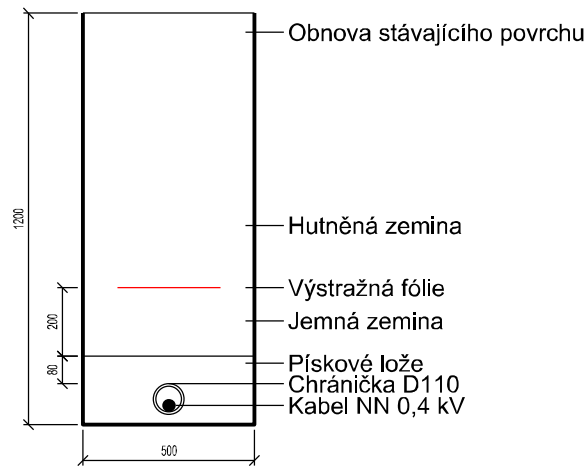 Obnova stávajícího povrchu
1200
Hutněná zemina
Výstražná fólie
200
Jemná zemina
Pískové lože
80
Chránička D110
Kabel NN 0,4 kV
500